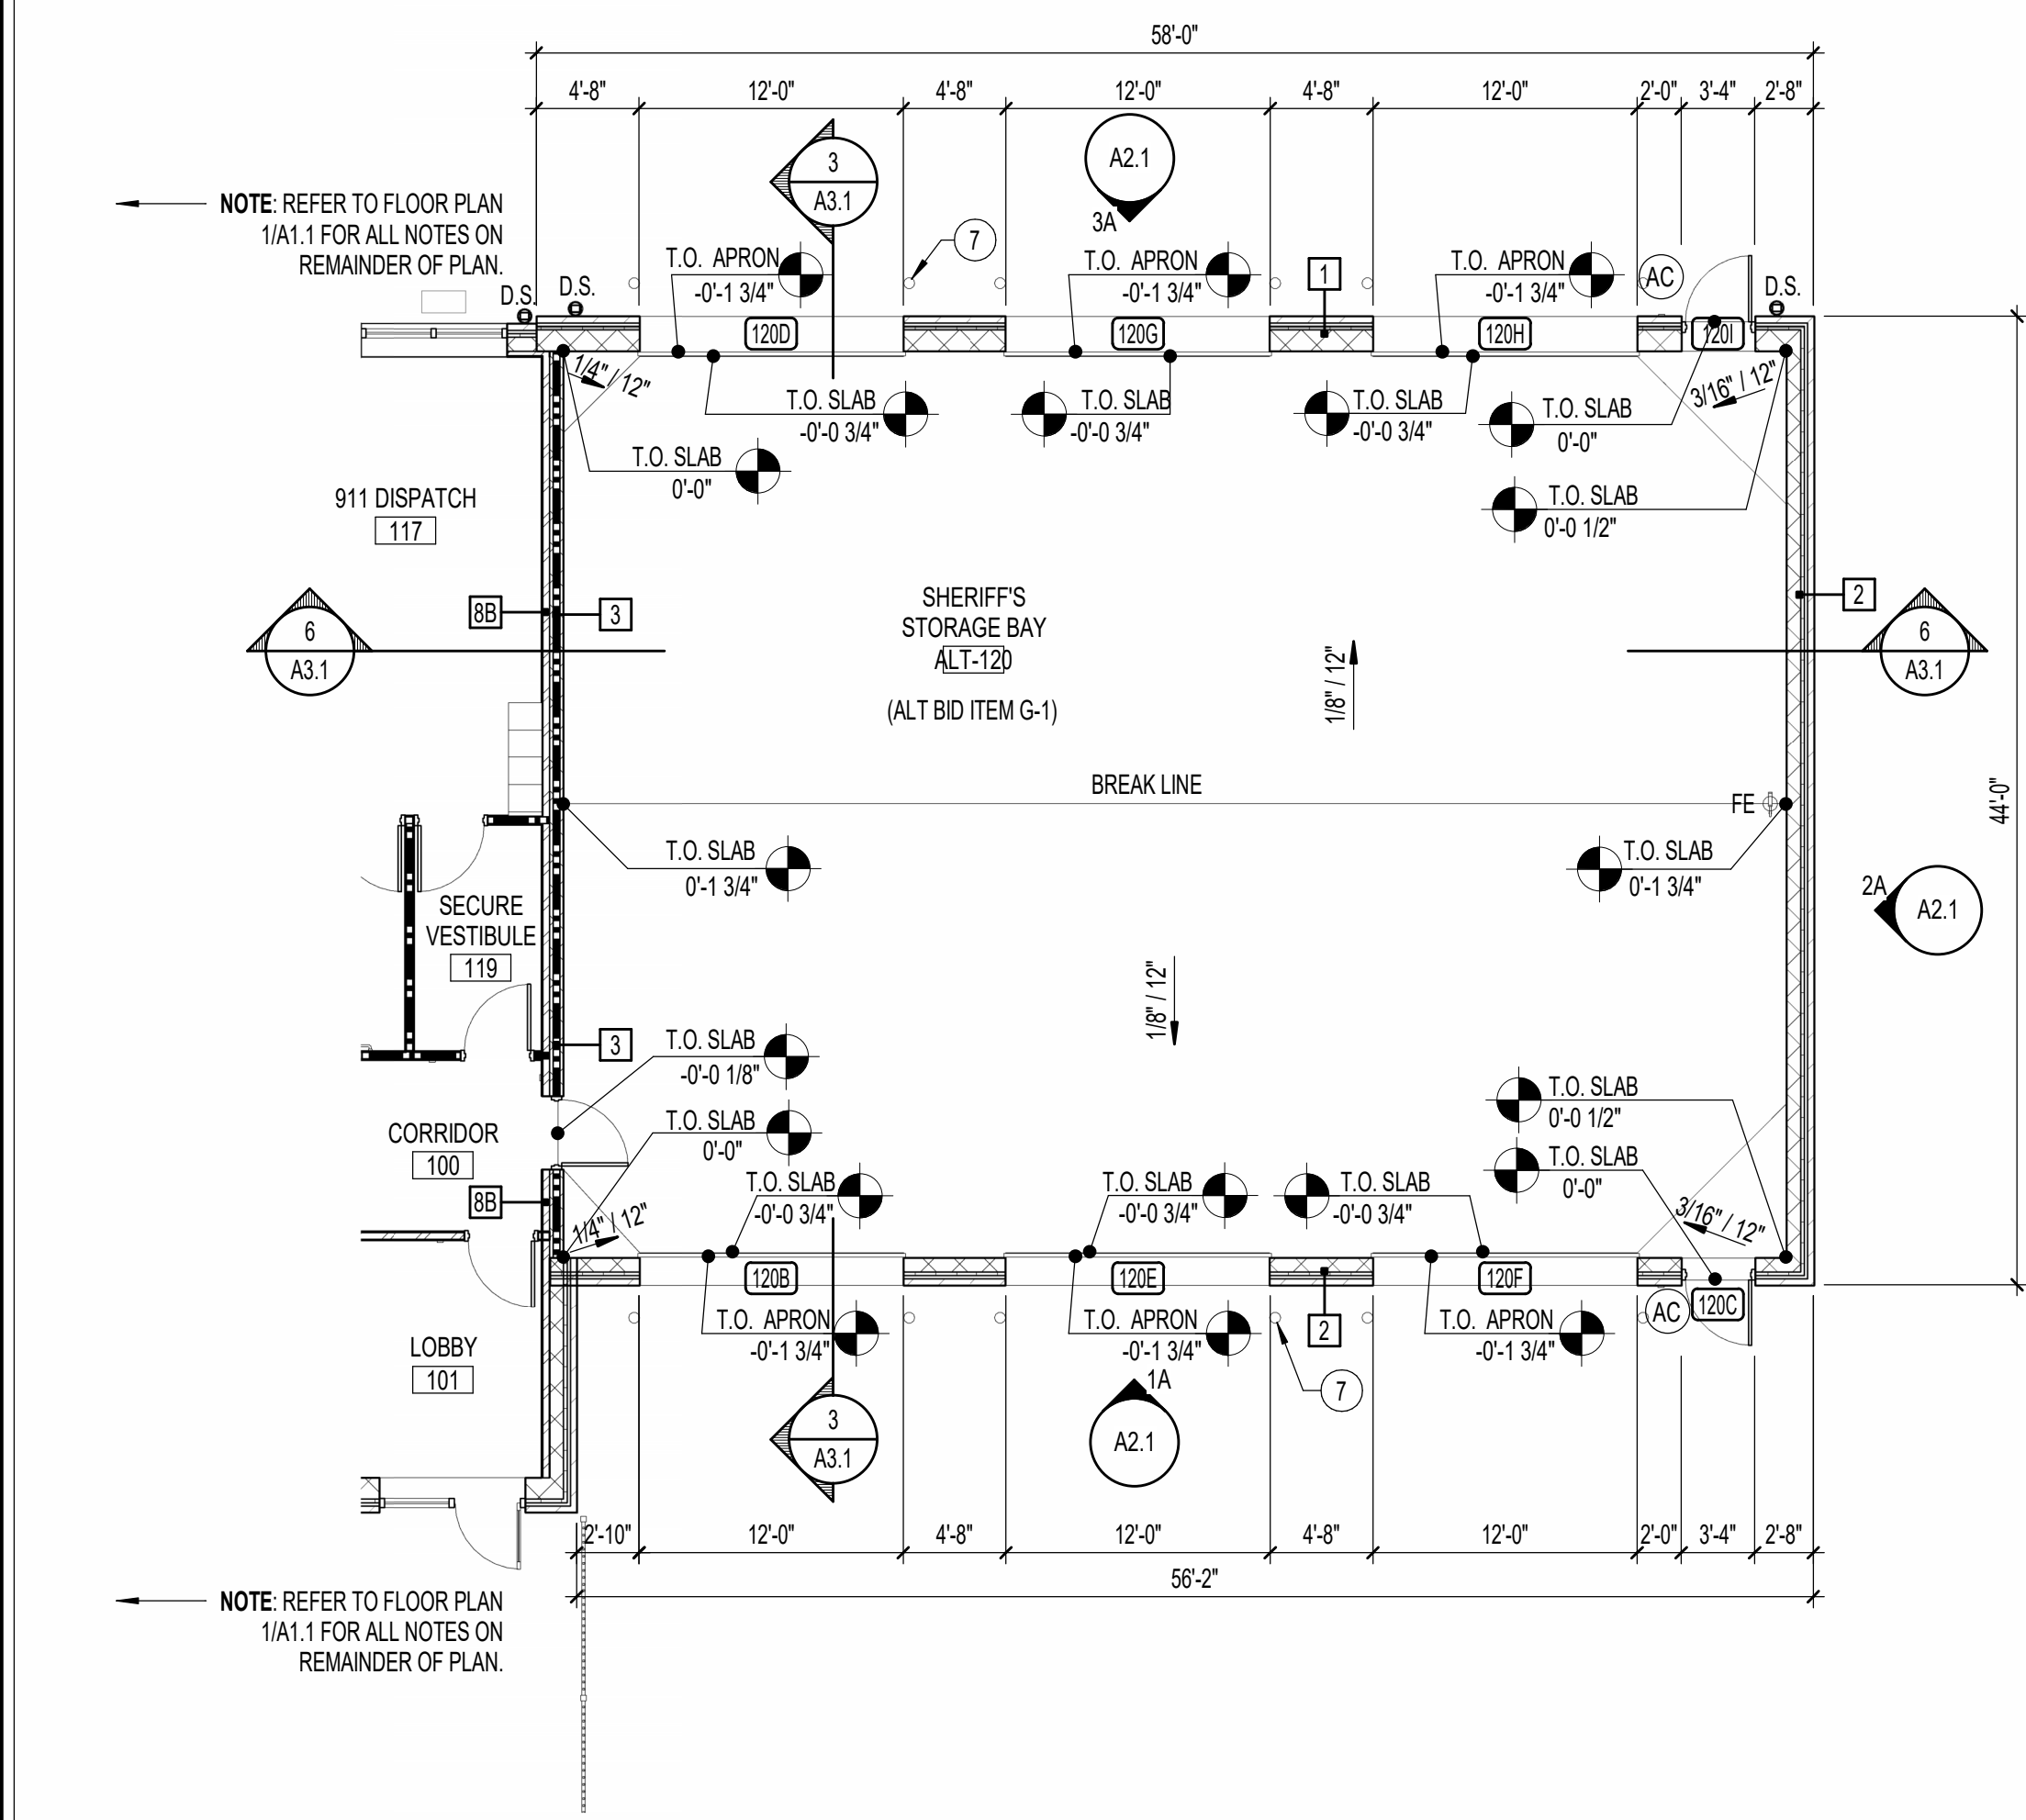 58'-0"
4'-8"
12'-0"
4'-8"
12'-0"
4'-8"
12'-0"
2'-0"
3'-4"
2'-8"
3
A3.1
A2.1
3A
NOTE: REFER TO FLOOR PLAN
1/A1.1 FOR ALL NOTES ON
REMAINDER OF PLAN.
7
T.O. APRON
-0'-1 3/4"
T.O. APRON
-0'-1 3/4"
1
T.O. APRON
-0'-1 3/4"
AC
D.S.
D.S.
D.S.
120D
120G
120H
120I
1/4" / 12"
3/16" / 12"
T.O. SLAB
-0'-0 3/4"
T.O. SLAB
-0'-0 3/4"
T.O. SLAB
-0'-0 3/4"
T.O. SLAB
0'-0"
T.O. SLAB
0'-0"
T.O. SLAB
0'-0 1/2"
911 DISPATCH
117
6
A3.1
8B
3
SHERIFF'S
STORAGE BAY
ALT-120
(ALT BID ITEM G-1)
1/8" / 12"
2
6
A3.1
BREAK LINE
FE
44'-0"
T.O. SLAB
0'-1 3/4"
T.O. SLAB
0'-1 3/4"
2A
A2.1
SECURE
VESTIBULE
119
1/8" / 12"
3
T.O. SLAB
-0'-0 1/8"
T.O. SLAB
0'-0"
T.O. SLAB
0'-0 1/2"
T.O. SLAB
0'-0"
CORRIDOR
100
8B
1/4" / 12"
T.O. SLAB
-0'-0 3/4"
T.O. SLAB
-0'-0 3/4"
T.O. SLAB
-0'-0 3/4"
3/16" / 12"
120B
120E
120F
120C
AC
T.O. APRON
-0'-1 3/4"
T.O. APRON
-0'-1 3/4"
2
T.O. APRON
-0'-1 3/4"
LOBBY
101
1A
A2.1
7
3
A3.1
2'-10"
12'-0"
4'-8"
12'-0"
4'-8"
12'-0"
2'-0"
3'-4"
2'-8"
56'-2"
NOTE: REFER TO FLOOR PLAN
1/A1.1 FOR ALL NOTES ON
REMAINDER OF PLAN.